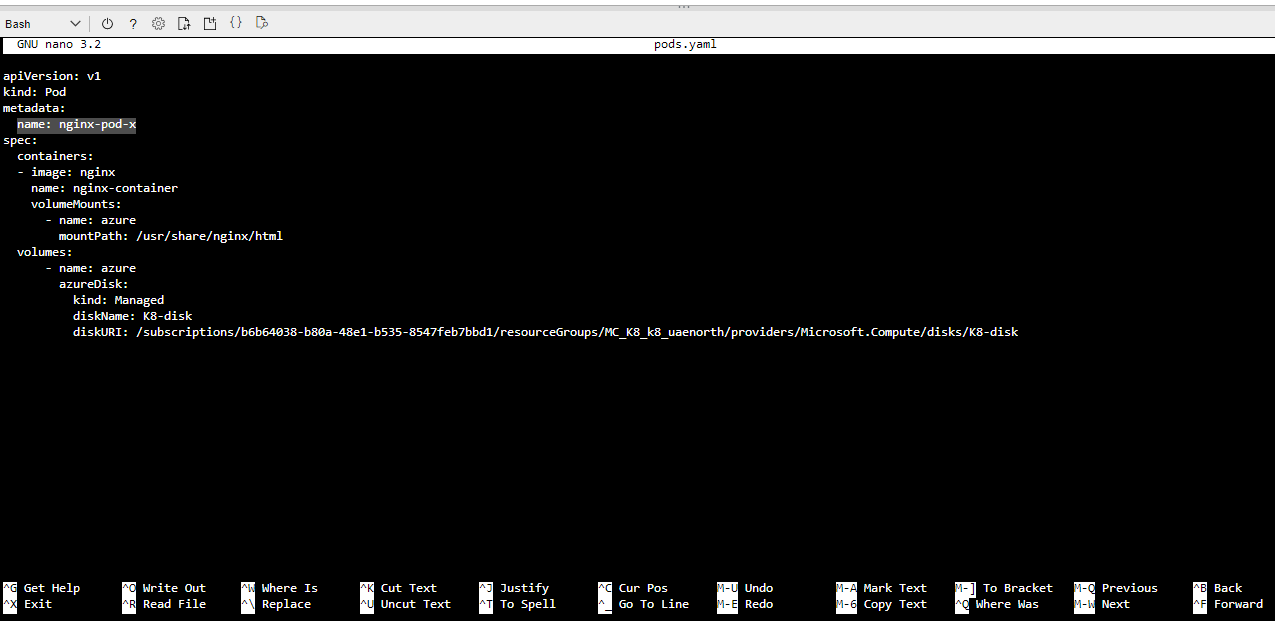 Bash
?
{}
GNU nano 3.2 pods.yaml
apiVersion: v1
kind: Pod
metadata:
  name: nginx-pod-x
spec:
  containers:
  - image: nginx
    name: nginx-container
    volumeMounts:
      - name: azure
        mountPath: /usr/share/nginx/html
  volumes:
      - name: azure
        azureDisk:
          kind: Managed
          diskName: K8-disk
          diskURI: /subscriptions/b6b64038-b80a-48e1-b535-8547feb7bbd1/resourceGroups/MC_K8_k8_uaenorth/providers/Microsoft.Compute/disks/K8-disk
^G Get Help ^O Write Out ^W Where Is ^K Cut Text ^J Justify ^C Cur Pos M-U Undo M-A Mark Text M-] To Bracket M-Q Previous ^B Back
^X Exit ^R Read File ^\ Replace ^U Uncut Text ^T To Spell ^_ Go To Line M-E Redo M-6 Copy Text ^Q Where Was M-W Next ^F Forward